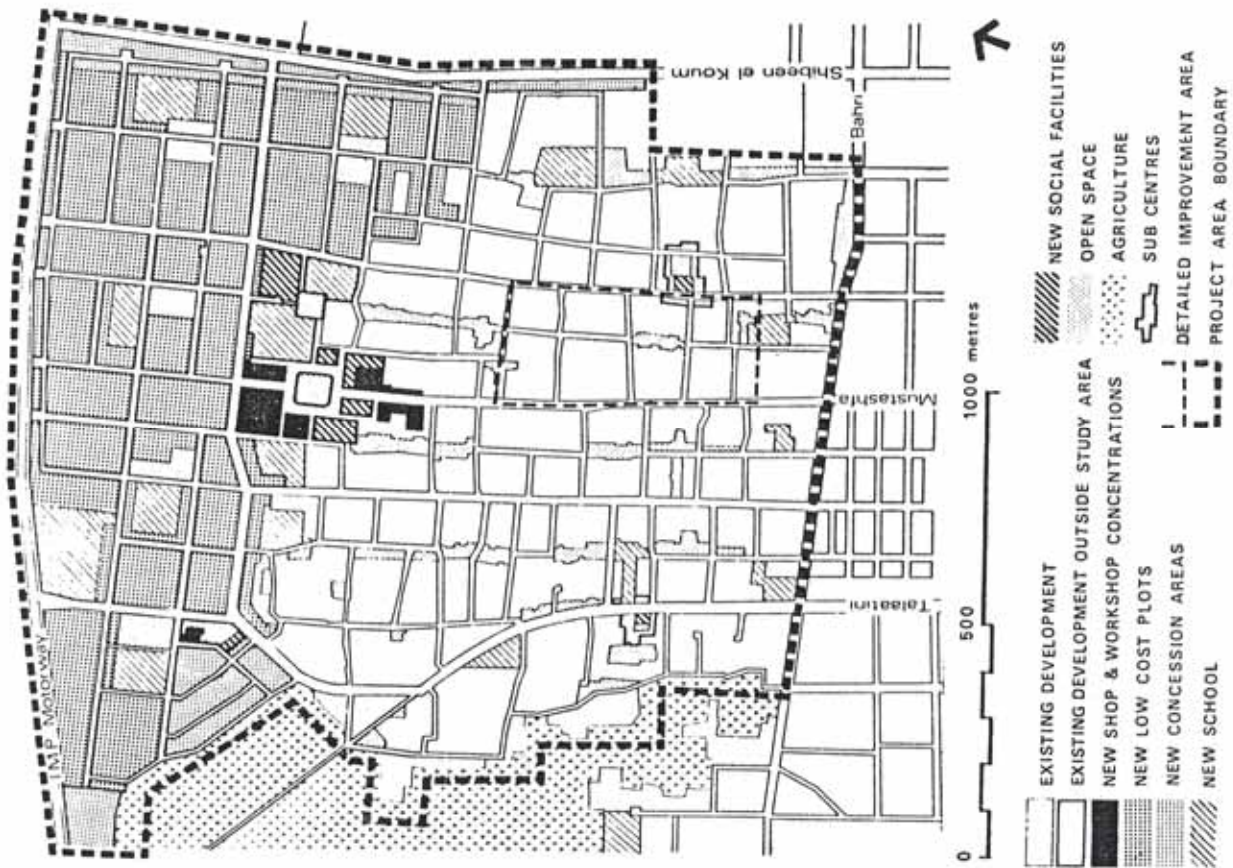 IMP Motorway
Shibeen el Koum
Bahri
Mustashfa
Talaatini
0
500
1000 metres
EXISTING DEVELOPMENT
EXISTING DEVELOPMENT OUTSIDE STUDY AREA
NEW SHOP & WORKSHOP CONCENTRATIONS
NEW LOW COST PLOTS
NEW CONCESSION AREAS
NEW SCHOOL
NEW SOCIAL FACILITIES
OPEN SPACE
AGRICULTURE
SUB CENTRES
DETAILED IMPROVEMENT AREA
PROJECT AREA BOUNDARY